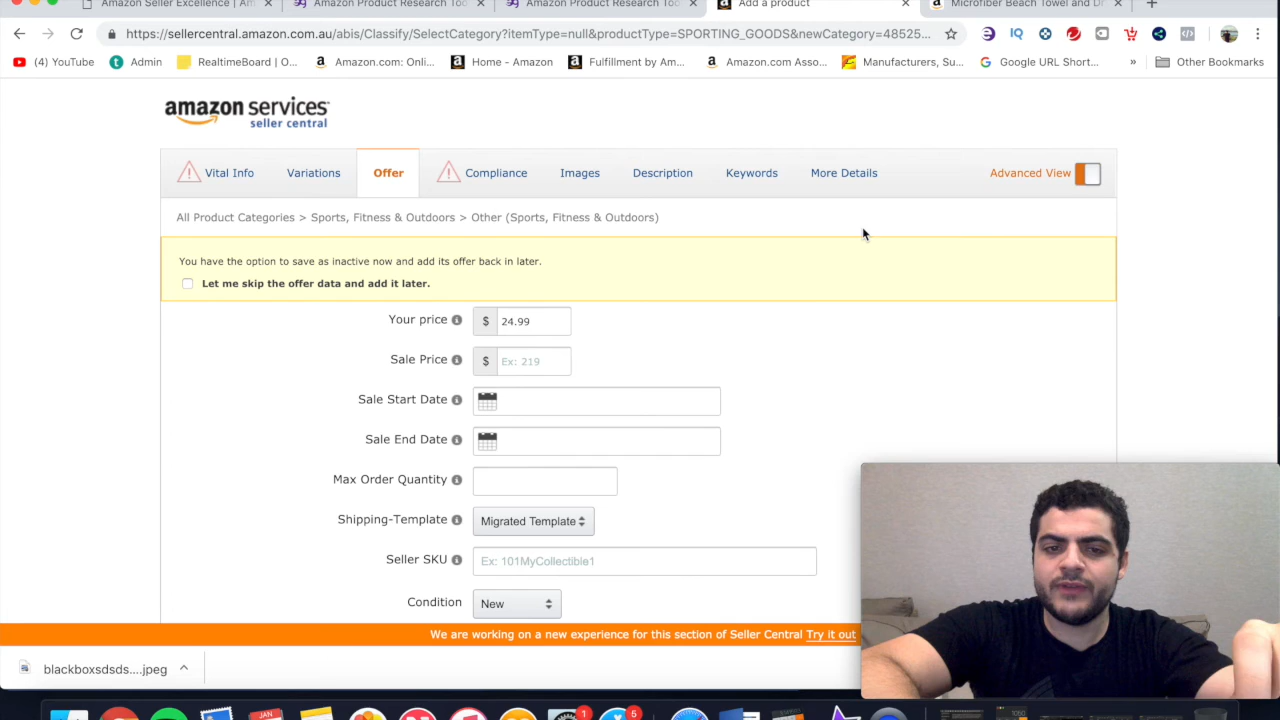 Amazon Seller Excellence | A
Amazon Product Research Too
Amazon Product Research Too
Add a product
Microfiber Beach Towel and Dr
https://sellercentral.amazon.com.au/abis/Classify/SelectCategory?itemType=null&productType=SPORTING_GOODS&newCategory=48525...
(4) YouTube
Admin
RealtimeBoard | O...
Amazon.com: Onli...
Home - Amazon
Fulfillment by Am...
Amazon.com Asso...
Manufacturers, Su...
Google URL Short...
»
Other Bookmarks
amazon services
seller central
Vital Info
Variations
Offer
Compliance
Images
Description
Keywords
More Details
Advanced View
All Product Categories > Sports, Fitness & Outdoors > Other (Sports, Fitness & Outdoors)
You have the option to save as inactive now and add its offer back in later.
Let me skip the offer data and add it later.
Your price $ 24.99
Sale Price $ Ex: 219
Sale Start Date
Sale End Date
Max Order Quantity
Shipping-Template Migrated Template
Seller SKU Ex: 101MyCollectible1
Condition New
We are working on a new experience for this section of Seller Central Try it out
blackboxsdsds....jpeg
JAN
1
5